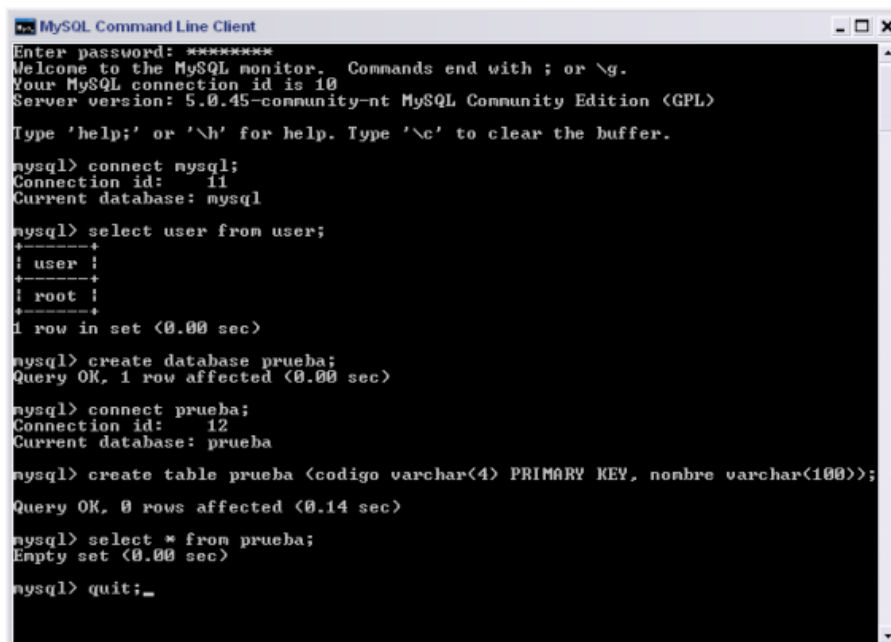 MySQL Command Line Client
Enter password: ********
Welcome to the MySQL monitor.  Commands end with ; or \g.
Your MySQL connection id is 10
Server version: 5.0.45-community-nt MySQL Community Edition (GPL)
Type 'help;' or '\h' for help. Type '\c' to clear the buffer.
mysql> connect mysql;
Connection id:    11
Current database: mysql
mysql> select user from user;
+------+
| user |
+------+
| root |
+------+
1 row in set (0.00 sec)
mysql> create database prueba;
Query OK, 1 row affected (0.00 sec)
mysql> connect prueba;
Connection id:    12
Current database: prueba
mysql> create table prueba (codigo varchar(4) PRIMARY KEY, nombre varchar(100));
Query OK, 0 rows affected (0.14 sec)
mysql> select * from prueba;
Empty set (0.00 sec)
mysql> quit;_